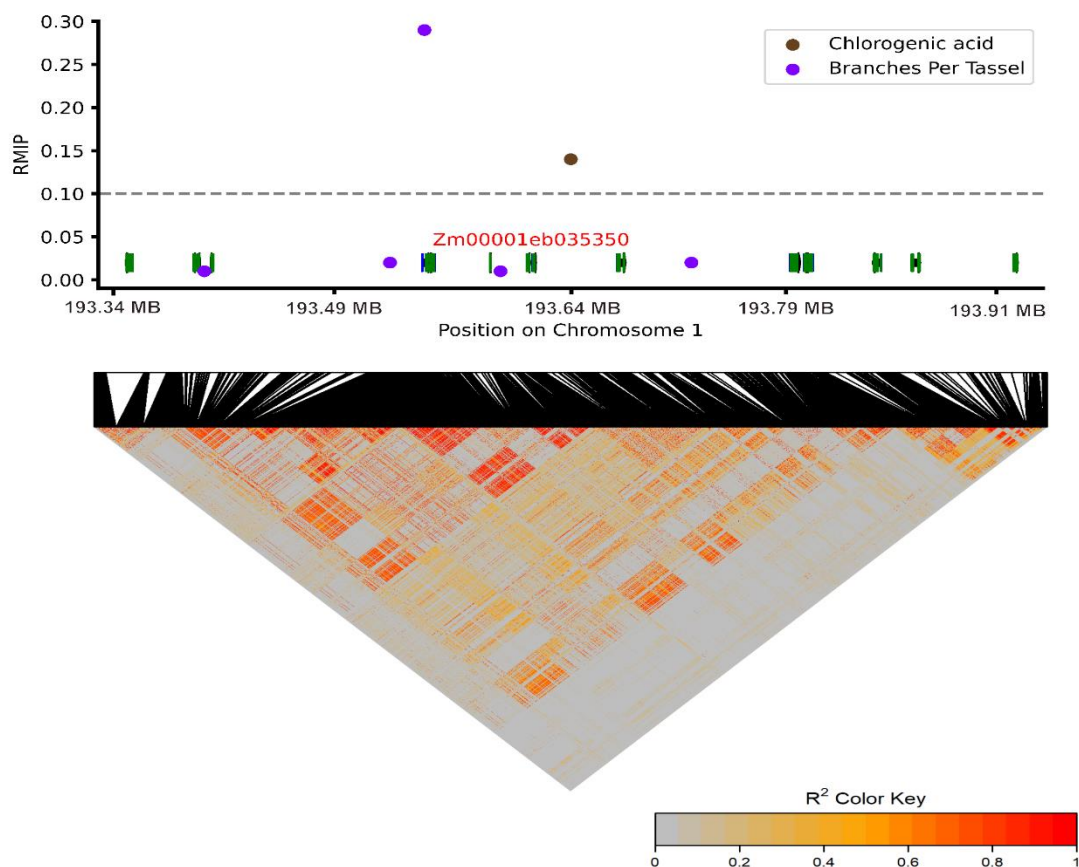 0.30
0.25
0.20
0.15
0.10
0.05
0.00
RMIP
Chlorogenic acid
Branches Per Tassel
Zm00001eb035350
193.34 MB 193.49 MB 193.64 MB 193.79 MB 193.91 MB
Position on Chromosome 1
R² Color Key
0 0.2 0.4 0.6 0.8 1